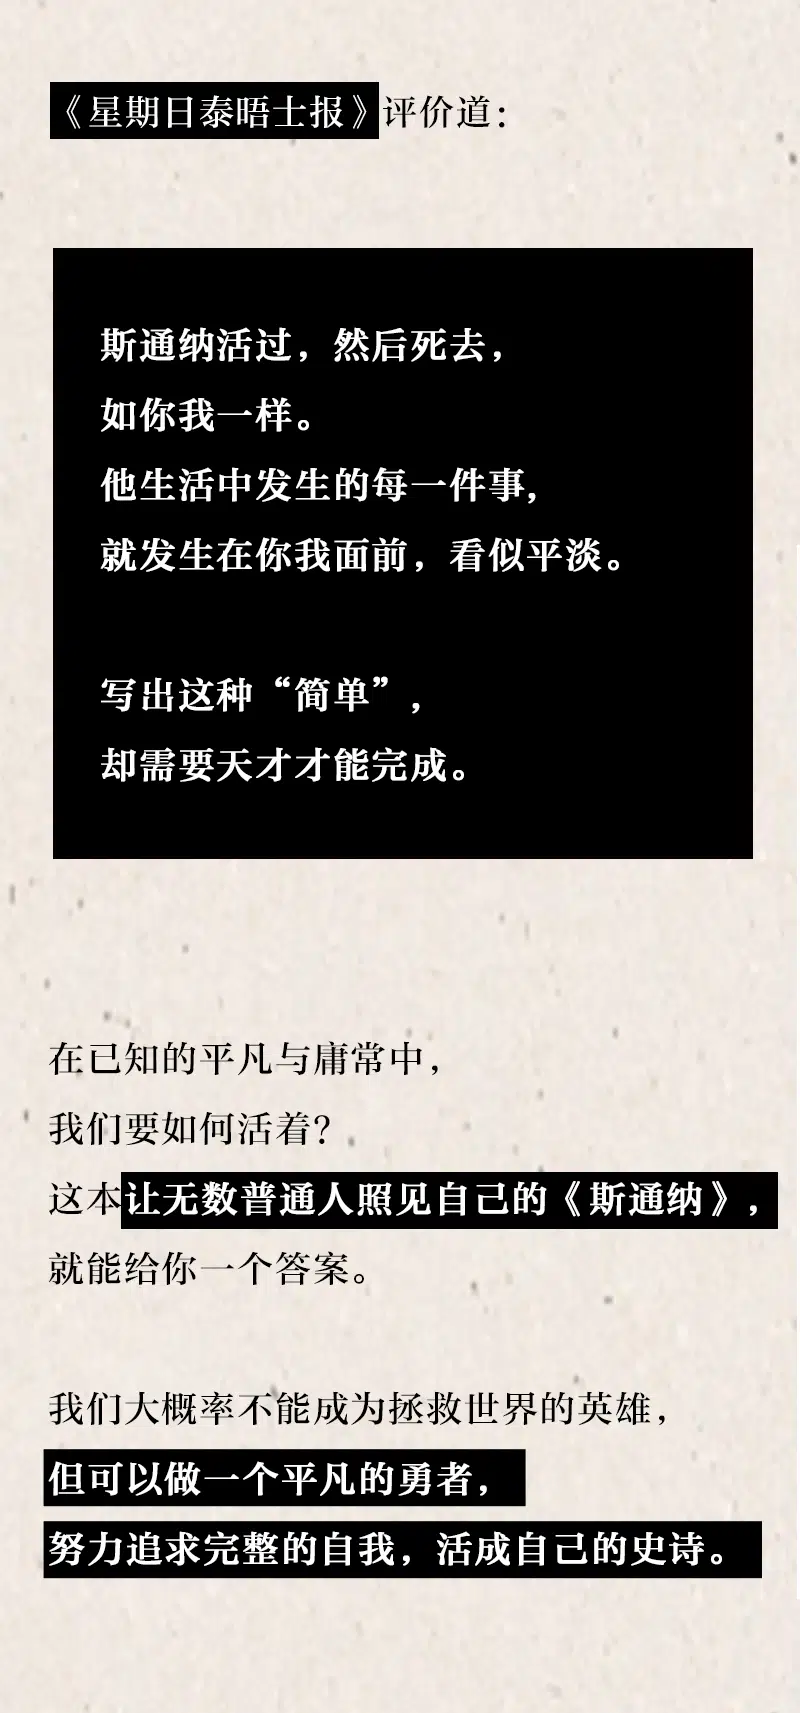 《星期日泰晤士报》评价道：
斯通纳活过，然后死去，
如你我一样。
他生活中发生的每一件事，
就发生在你我面前，看似平淡。
写出这种“简单”，
却需要天才才能完成。
在已知的平凡与庸常中，
我们要如何活着？
这本让无数普通人照见自己的《斯通纳》，
就能给你一个答案。
我们大概率不能成为拯救世界的英雄，
但可以做一个平凡的勇者，
努力追求完整的自我，活成自己的史诗。